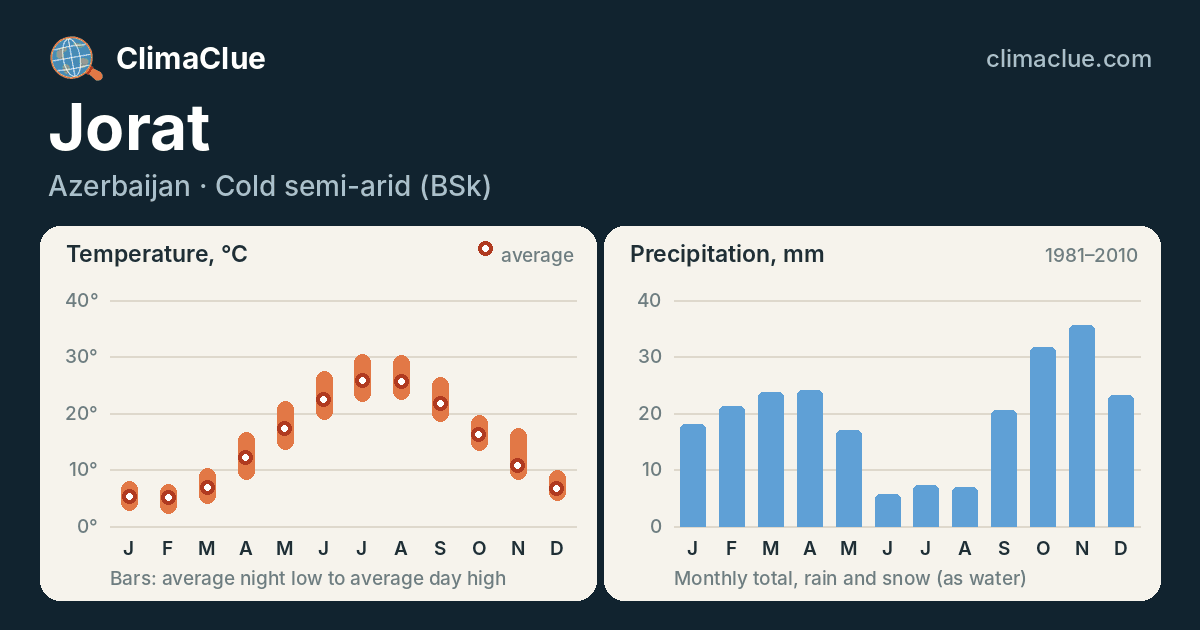 ClimaClue
climaclue.com
Jorat
Azerbaijan · Cold semi-arid (BSk)
Temperature, °C
average
40°
30°
20°
10°
0°
J F M A M J J A S O N D
Bars: average night low to average day high
Precipitation, mm
1981–2010
40
30
20
10
0
J F M A M J J A S O N D
Monthly total, rain and snow (as water)